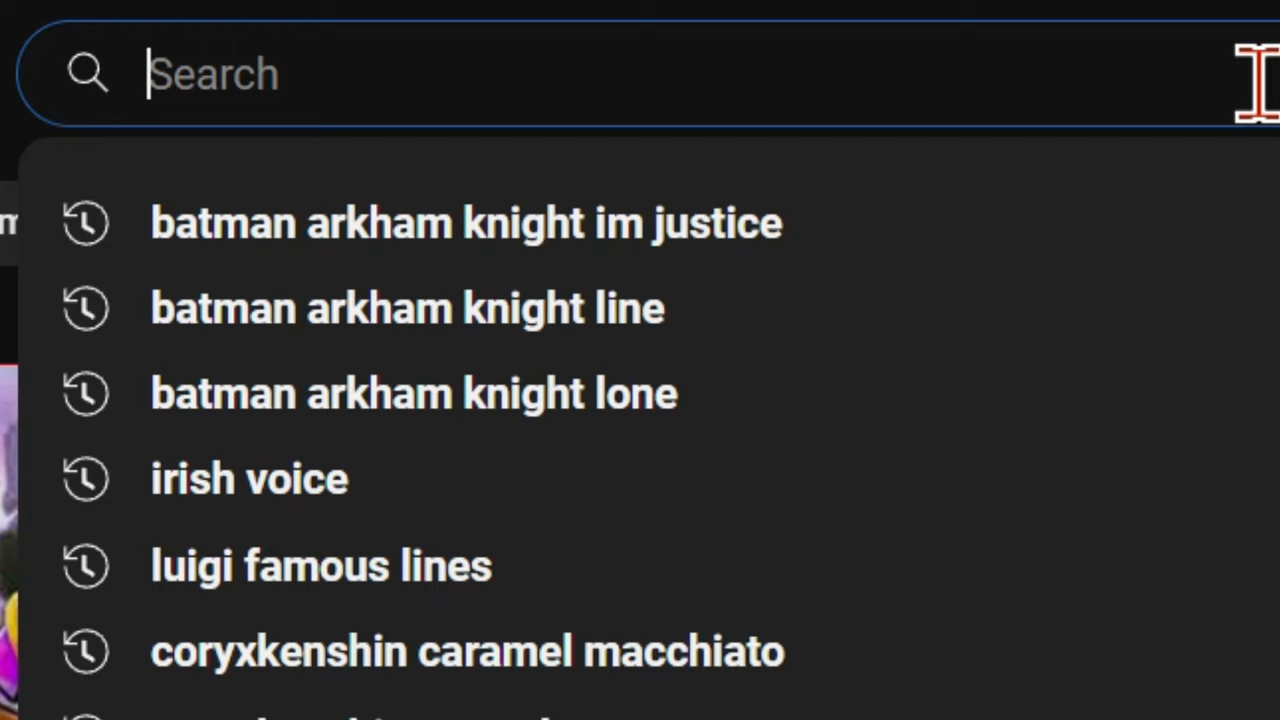 Search
batman arkham knight im justice
batman arkham knight line
batman arkham knight lone
irish voice
luigi famous lines
coryxkenshin caramel macchiato